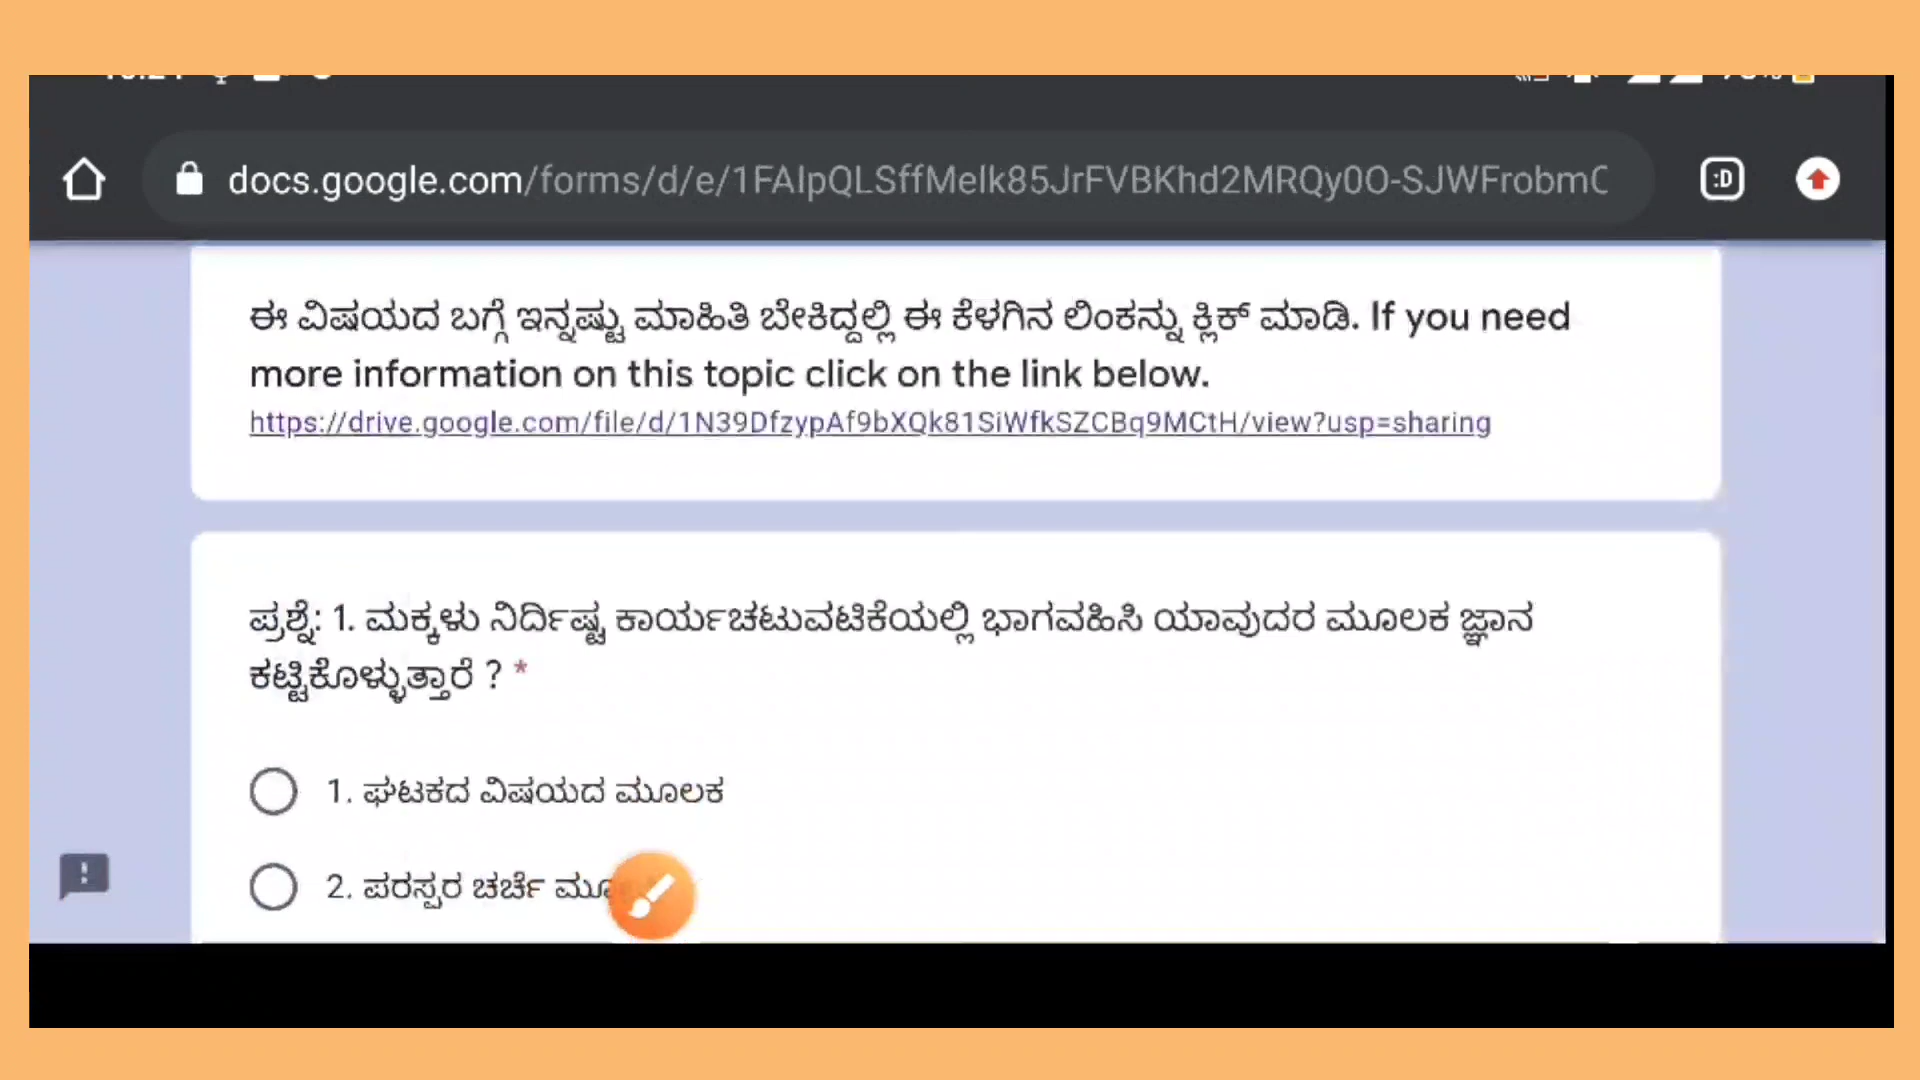 docs.google.com/forms/d/e/1FAIpQLSffMelk85JrFVBKhd2MRQy0O-SJWFrobmC
:D
ಈ ವಿಷಯದ ಬಗ್ಗೆ ಇನ್ನಷ್ಟು ಮಾಹಿತಿ ಬೇಕಿದ್ದಲ್ಲಿ ಈ ಕೆಳಗಿನ ಲಿಂಕನ್ನು ಕ್ಲಿಕ್ ಮಾಡಿ. If you need
more information on this topic click on the link below.
https://drive.google.com/file/d/1N39DfzypAf9bXQk81SiWfkSZCBq9MCtH/view?usp=sharing
ಪ್ರಶ್ನೆ: 1. ಮಕ್ಕಳು ನಿರ್ದಿಷ್ಟ ಕಾರ್ಯಚಟುವಟಿಕೆಯಲ್ಲಿ ಭಾಗವಹಿಸಿ ಯಾವುದರ ಮೂಲಕ ಜ್ಞಾನ
ಕಟ್ಟಿಕೊಳ್ಳುತ್ತಾರೆ ? *
1. ಘಟಕದ ವಿಷಯದ ಮೂಲಕ
2. ಪರಸ್ಪರ ಚರ್ಚೆ